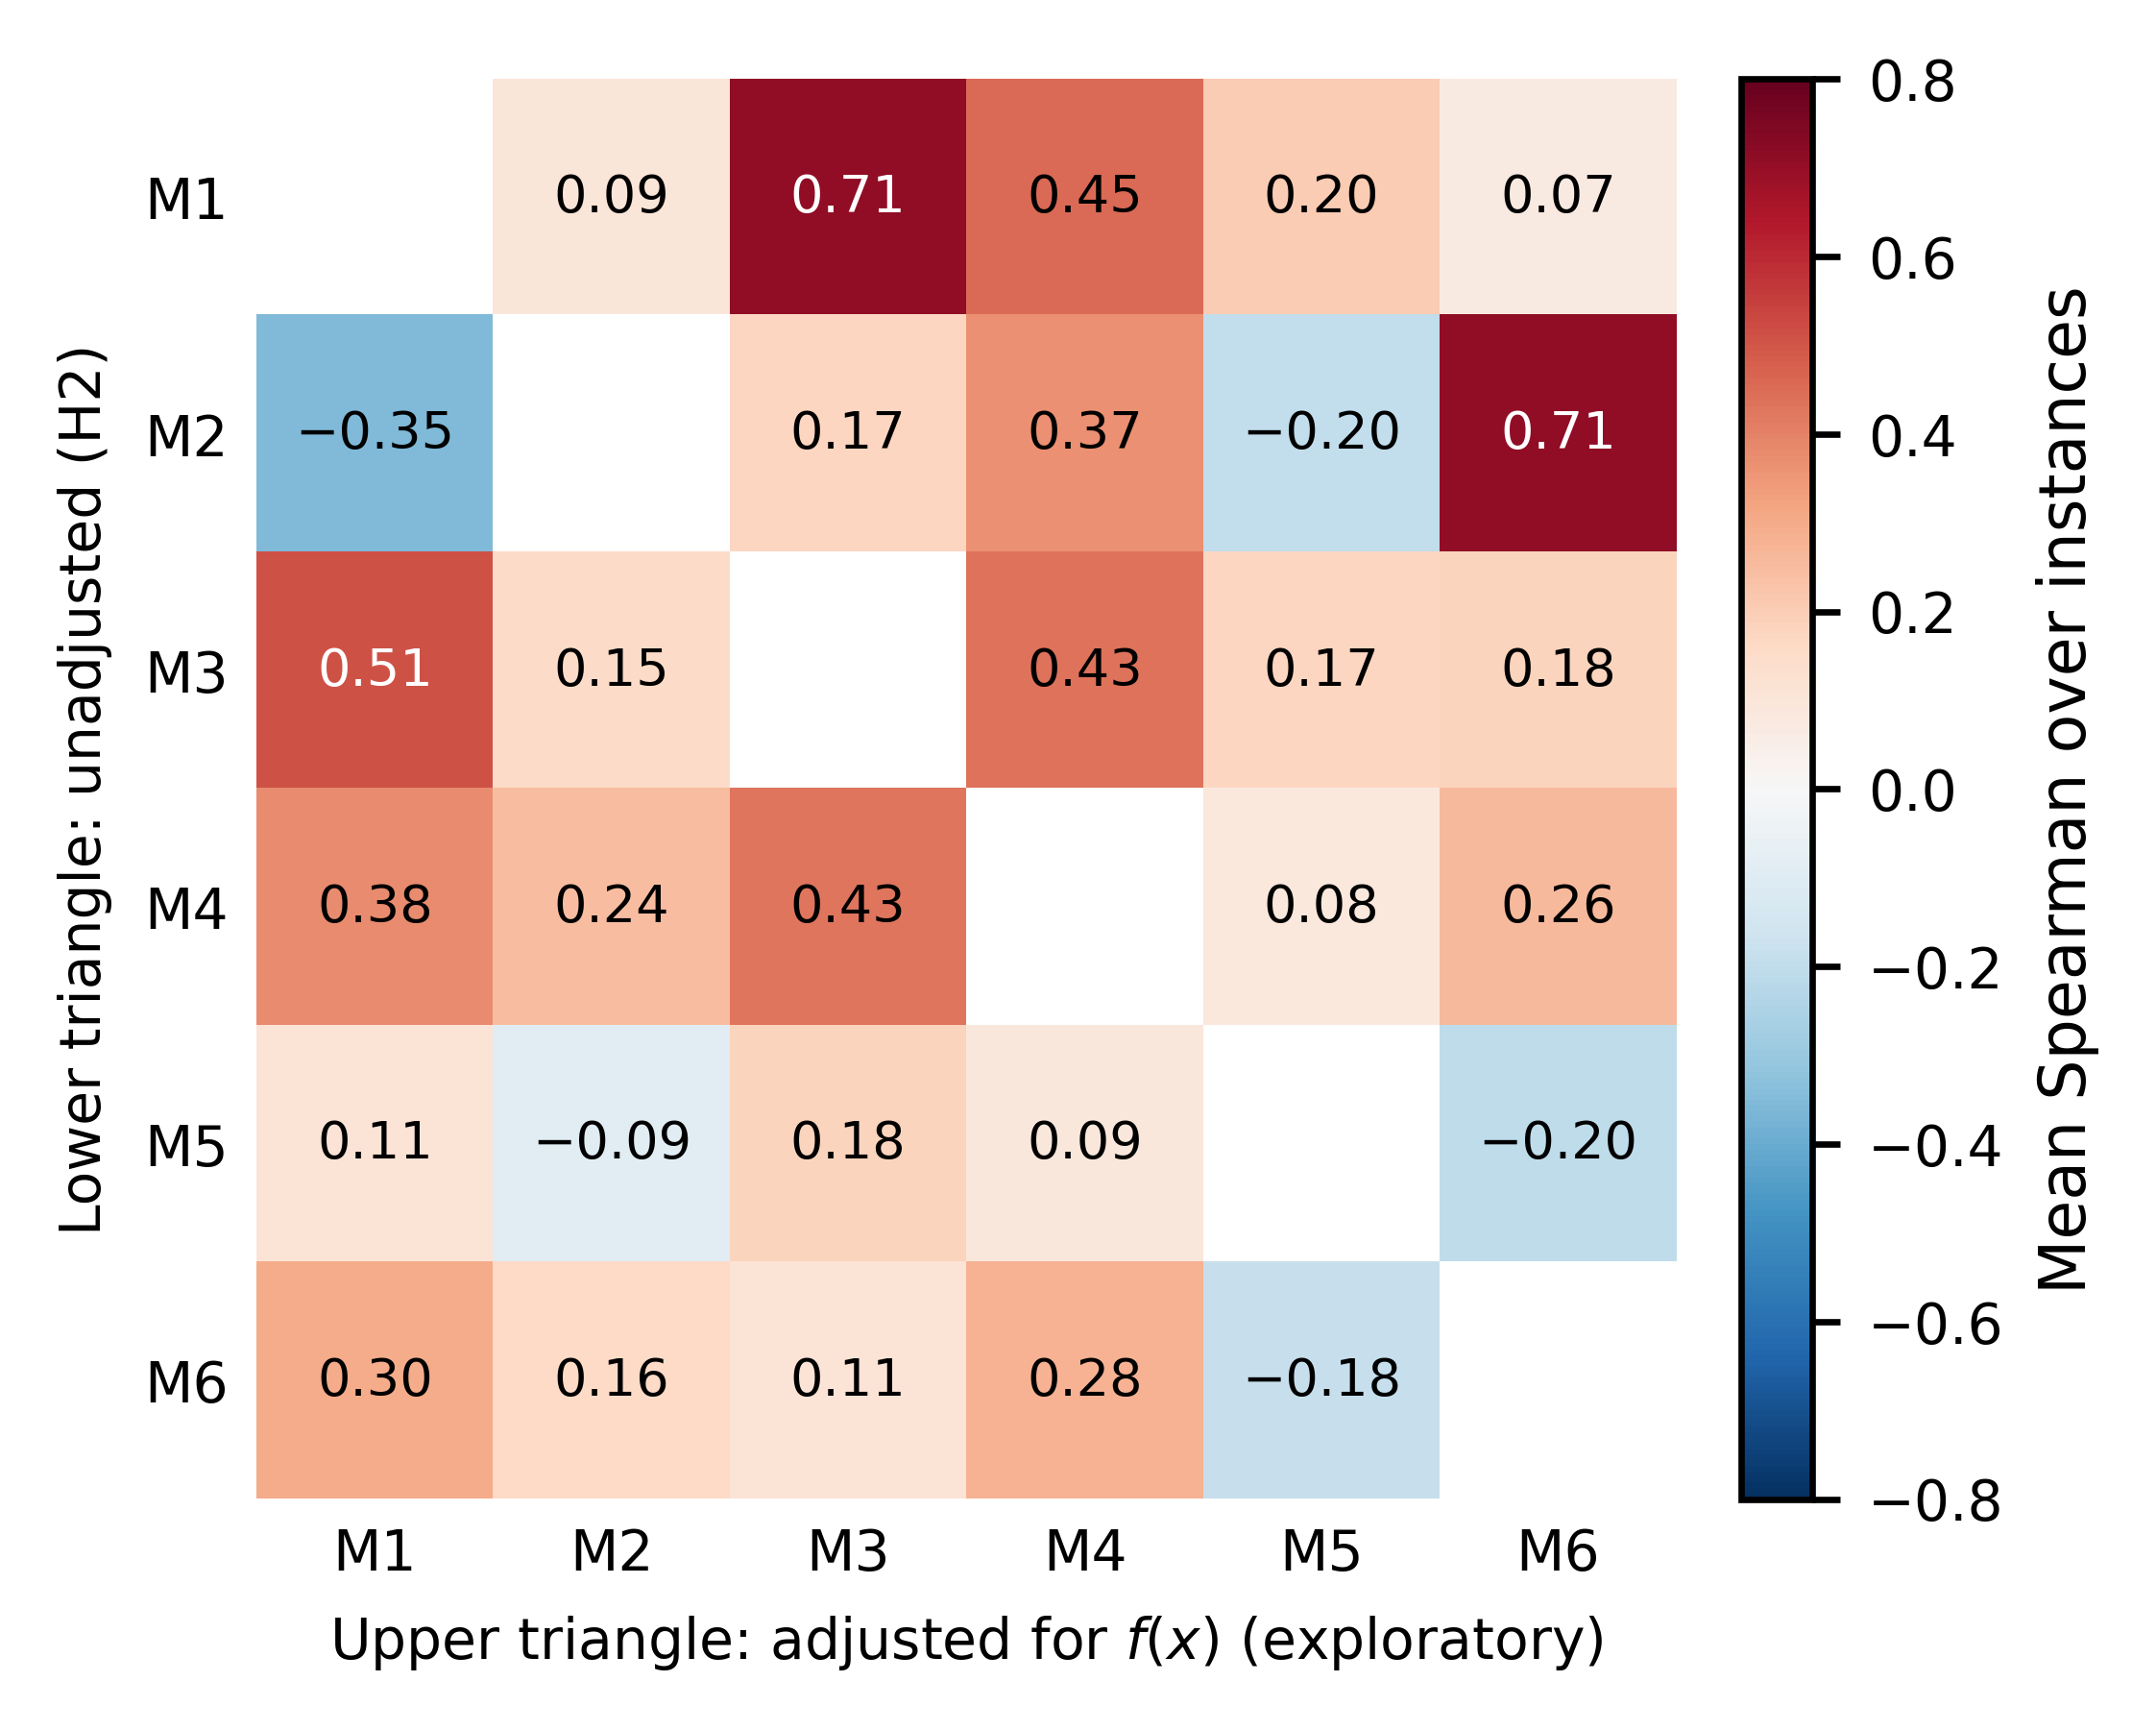 M1 0.09 0.71 0.45 0.20 0.07
M2 −0.35 0.17 0.37 −0.20 0.71
M3 0.51 0.15 0.43 0.17 0.18
M4 0.38 0.24 0.43 0.08 0.26
M5 0.11 −0.09 0.18 0.09 −0.20
M6 0.30 0.16 0.11 0.28 −0.18
M1 M2 M3 M4 M5 M6
Upper triangle: adjusted for f(x) (exploratory)
Lower triangle: unadjusted (H2)
0.8
0.6
0.4
0.2
0.0
−0.2
−0.4
−0.6
−0.8
Mean Spearman over instances